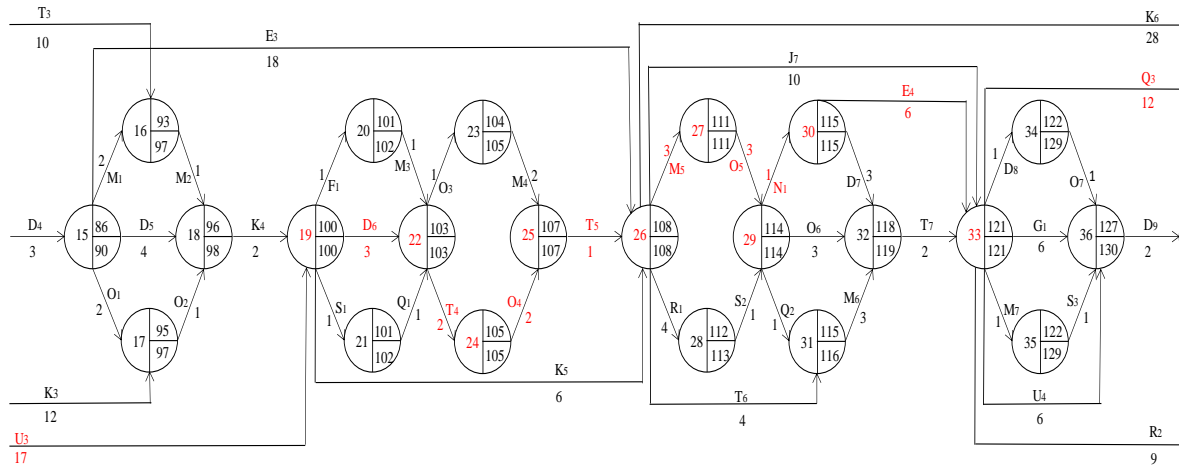 T3
10
E3
18
K6
28
J7
10
Q3
12
E4
6
16 93 97
20 101 102
23 104 105
27 111 111
30 115 115
34 122 129
2
M1
1
M2
1
F1
1
M3
1
O3
2
M4
3
M5
3
O5
1
N1
3
D7
1
D8
1
O7
D4
3
15 86 90
D5
4
18 96 98
K4
2
19 100 100
D6
3
22 103 103
25 107 107
T5
1
26 108 108
29 114 114
O6
3
32 118 119
T7
2
33 121 121
G1
6
36 127 130
D9
2
O1
2
O2
1
S1
1
Q1
1
T4
2
O4
2
R1
4
S2
1
Q2
1
M6
3
M7
1
S3
1
17 95 97
21 101 102
24 105 105
28 112 113
31 115 116
35 122 129
K3
12
K5
6
T6
4
U4
6
U3
17
R2
9